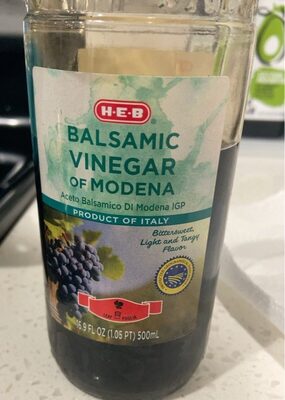 H-E-B
BALSAMIC
VINEGAR
OF MODENA
Aceto Balsamico Di Modena IGP
PRODUCT OF ITALY
Bittersweet,
Light and Tangy
Flavor
16.9 FL OZ (1.05 PT) 500mL